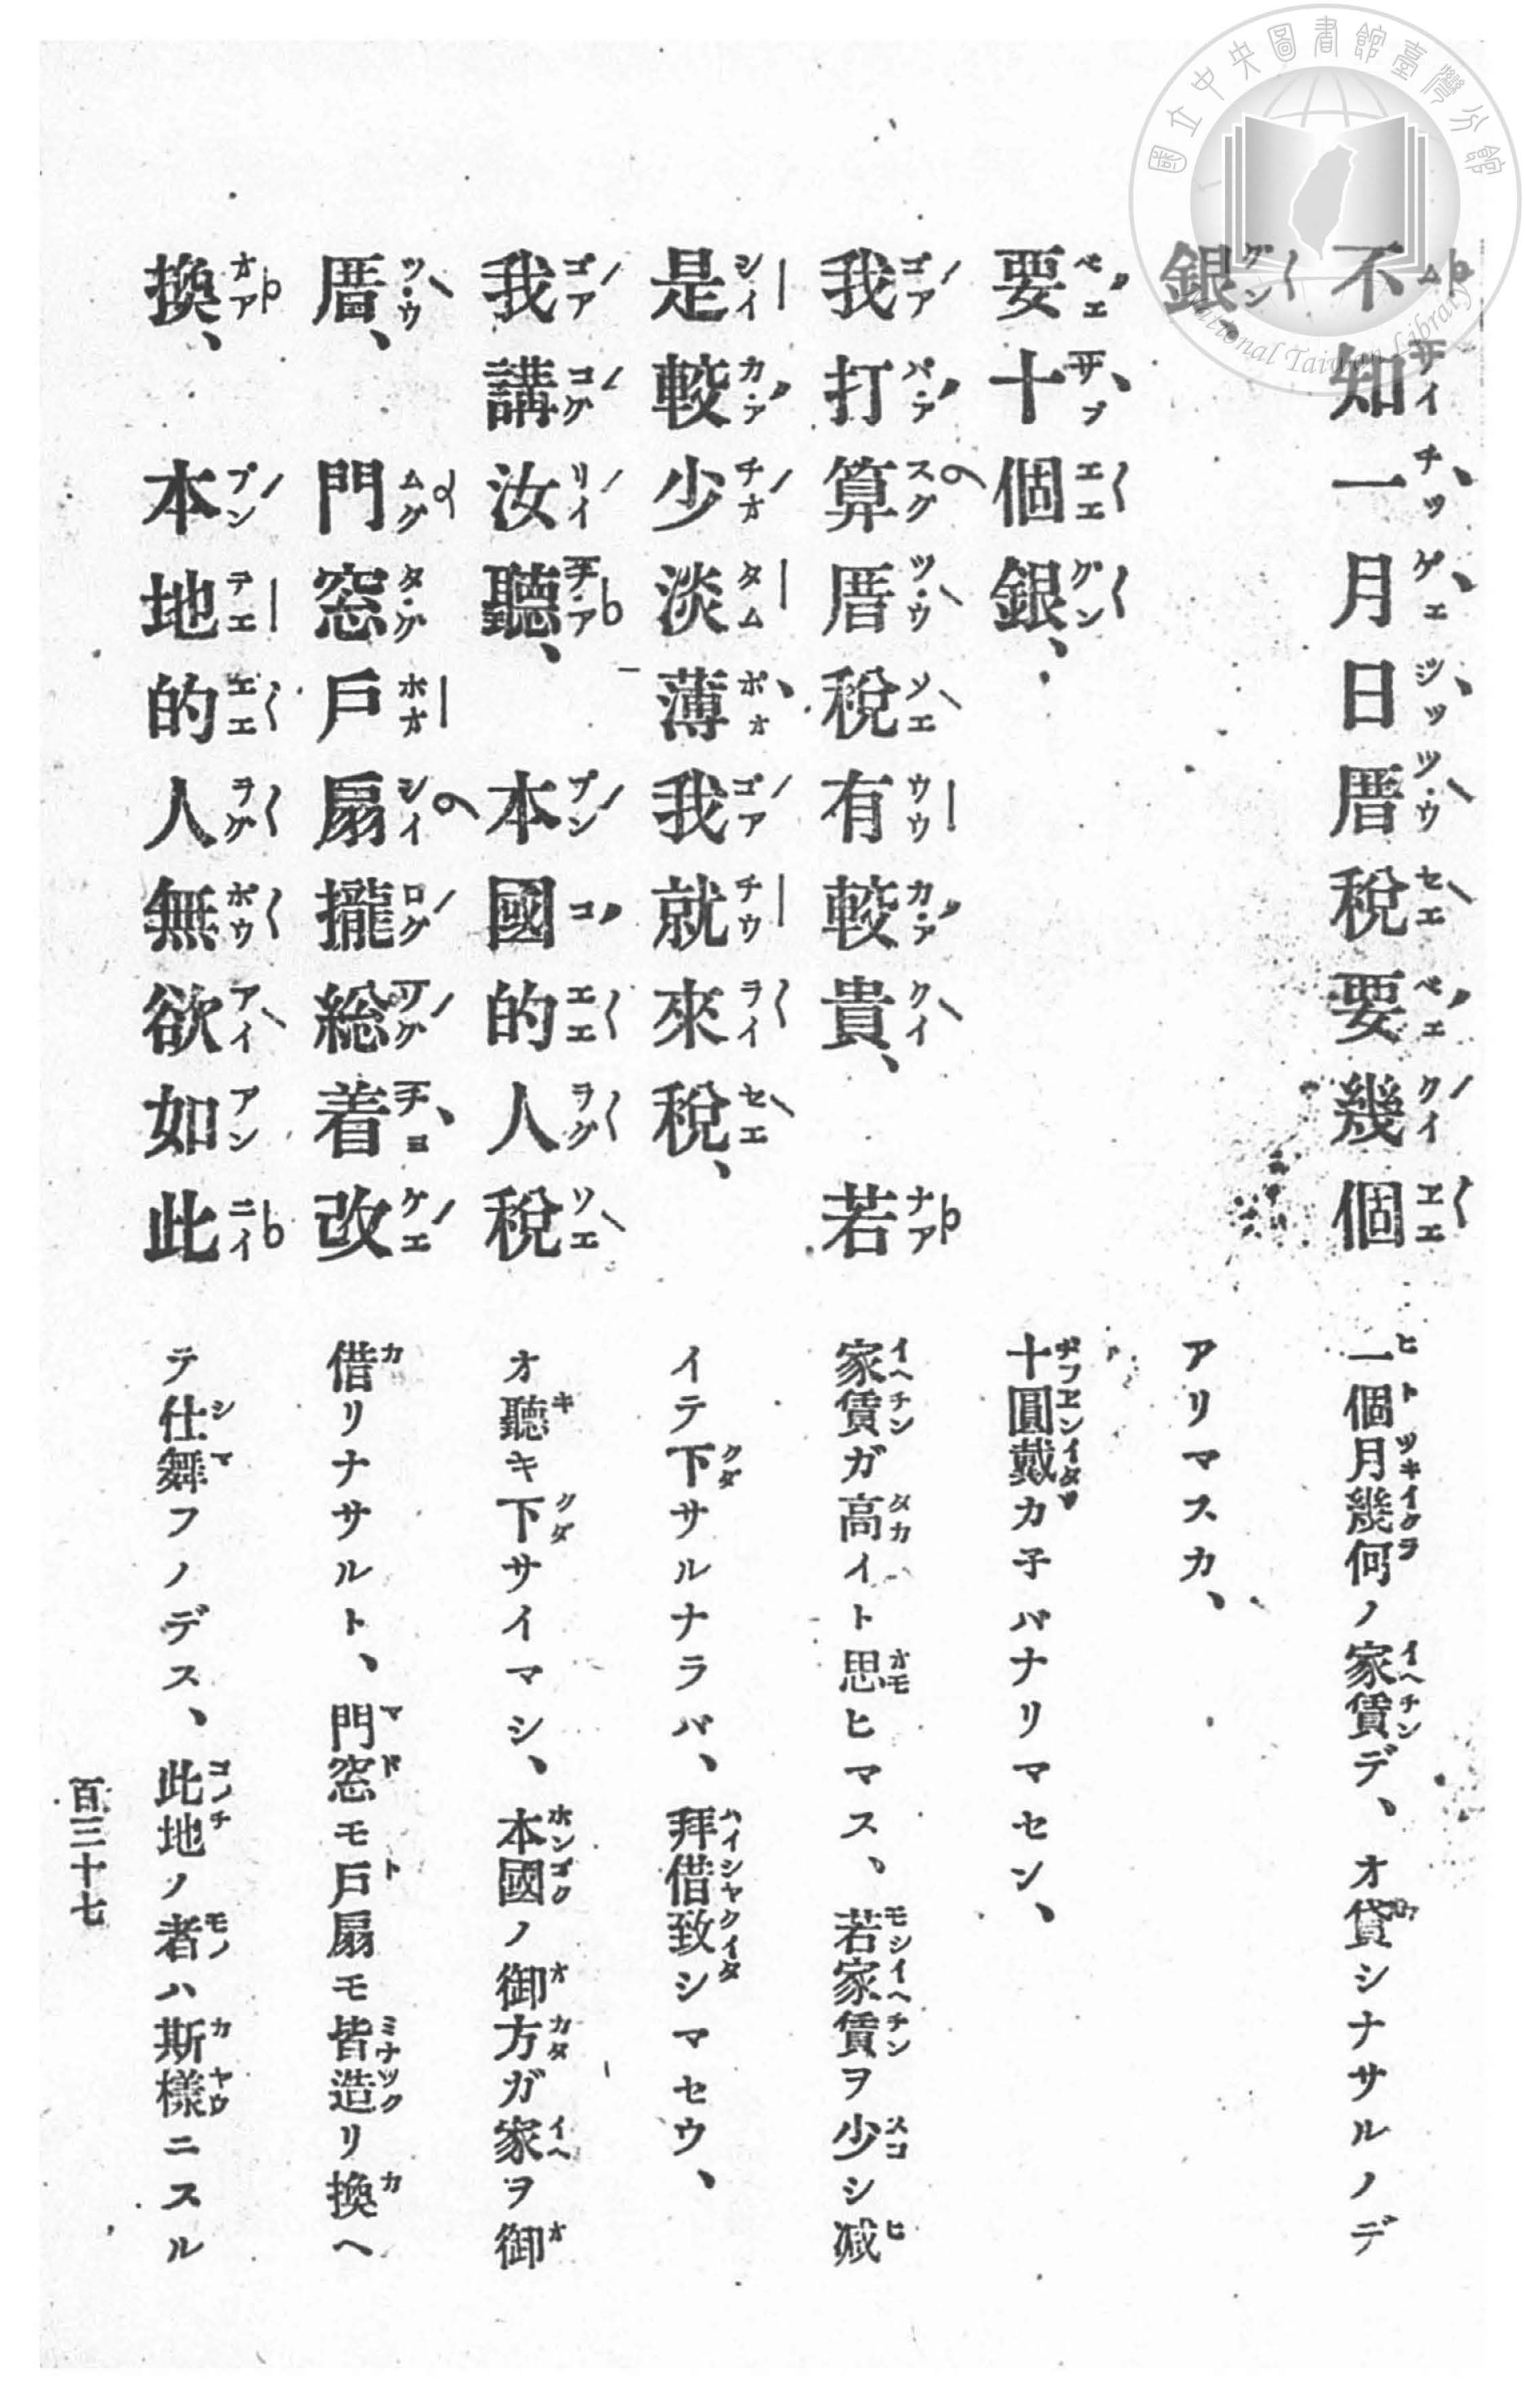 不知一月日厝稅要幾個
銀、
要十個銀、
我打算厝稅有較貴、若
是較少淡薄我就來稅、
我講汝聽、本國的人稅
厝、門窓戶扇攏総着改
換、本地的人無欲如此
一個月幾何ノ家賃デ、オ貸シナサルノデ
アリマスカ、
十圓戴カ子バナリマセン、
家賃ガ高イト思ヒマス、若家賃ヲ少シ减
イテ下サルナラバ、拜借致シマセウ、
オ聽キ下サイマシ、本國ノ御方ガ家ヲ御
借リナサルト、門窓モ戶扇モ皆造リ換ヘ
テ仕舞フノデス、此地ノ者ハ斯樣ニスル
百三十七
國立中央圖書館臺灣分館
National Taiwan Library